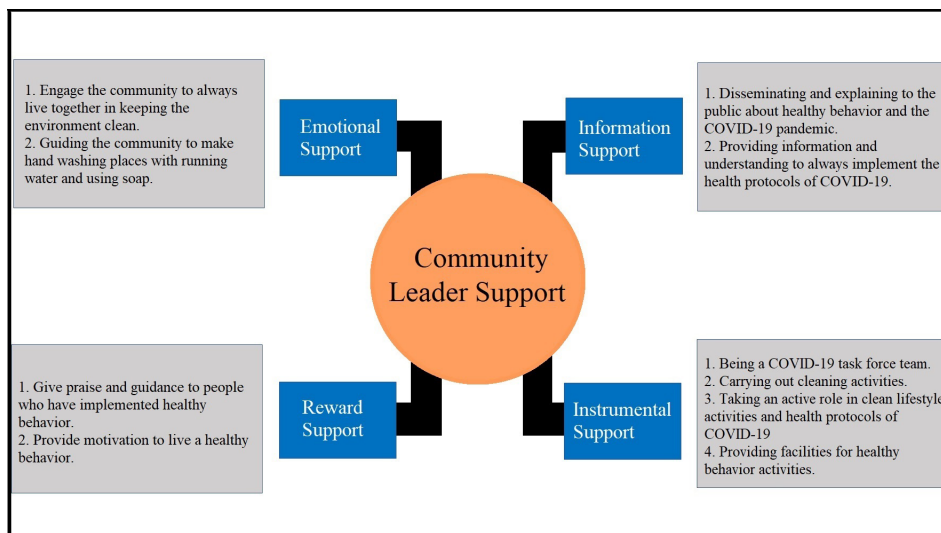 1. Engage the community to always
live together in keeping the
environment clean.
2. Guiding the community to make
hand washing places with running
water and using soap.
Emotional
Support
Information
Support
1. Disseminating and explaining to the
public about healthy behavior and the
COVID-19 pandemic.
2. Providing information and
understanding to always implement the
health protocols of COVID-19.
Community
Leader Support
1. Give praise and guidance to people
who have implemented healthy
behavior.
2. Provide motivation to live a healthy
behavior.
Reward
Support
Instrumental
Support
1. Being a COVID-19 task force team.
2. Carrying out cleaning activities.
3. Taking an active role in clean lifestyle
activities and health protocols of
COVID-19
4. Providing facilities for healthy
behavior activities.